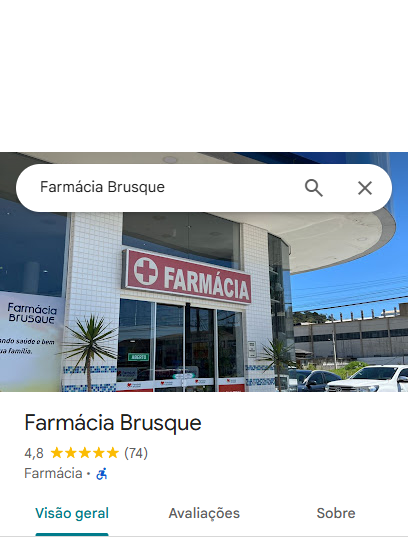 Farmácia Brusque
FARMÁCIA
Farmácia
BRUSQUE
ando saúde e bem
ua família.
ABERTO
Farmácia Brusque
4,8 (74)
Farmácia ·
Visão geral
Avaliações
Sobre